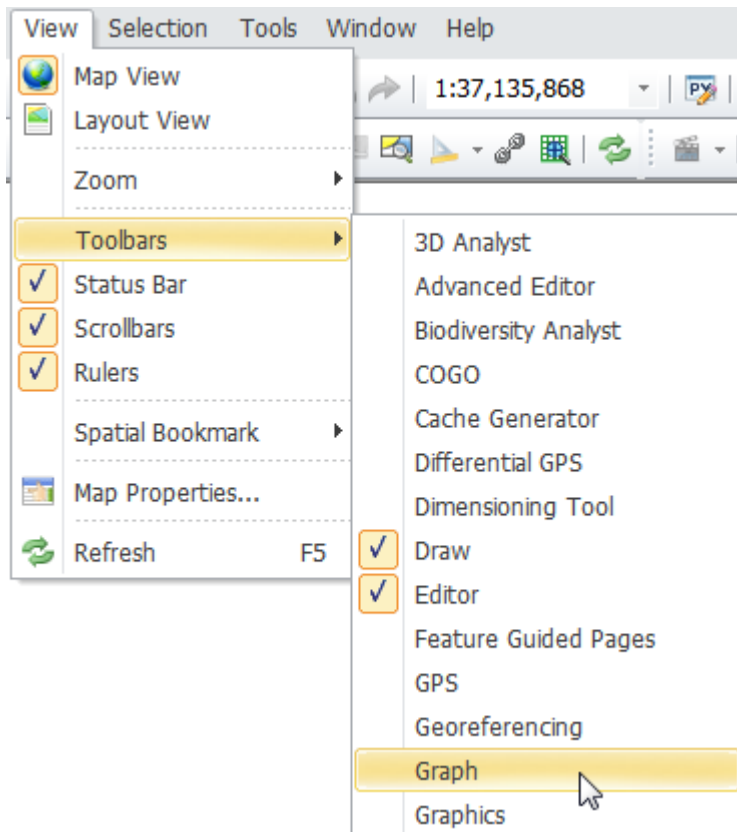 View Selection Tools Window Help
Map View
1:37,135,868
Layout View
Zoom
Toolbars
3D Analyst
Status Bar
Advanced Editor
Scrollbars
Biodiversity Analyst
Rulers
COGO
Cache Generator
Spatial Bookmark
Differential GPS
Map Properties...
Dimensioning Tool
Refresh F5
Draw
Editor
Feature Guided Pages
GPS
Georeferencing
Graph
Graphics